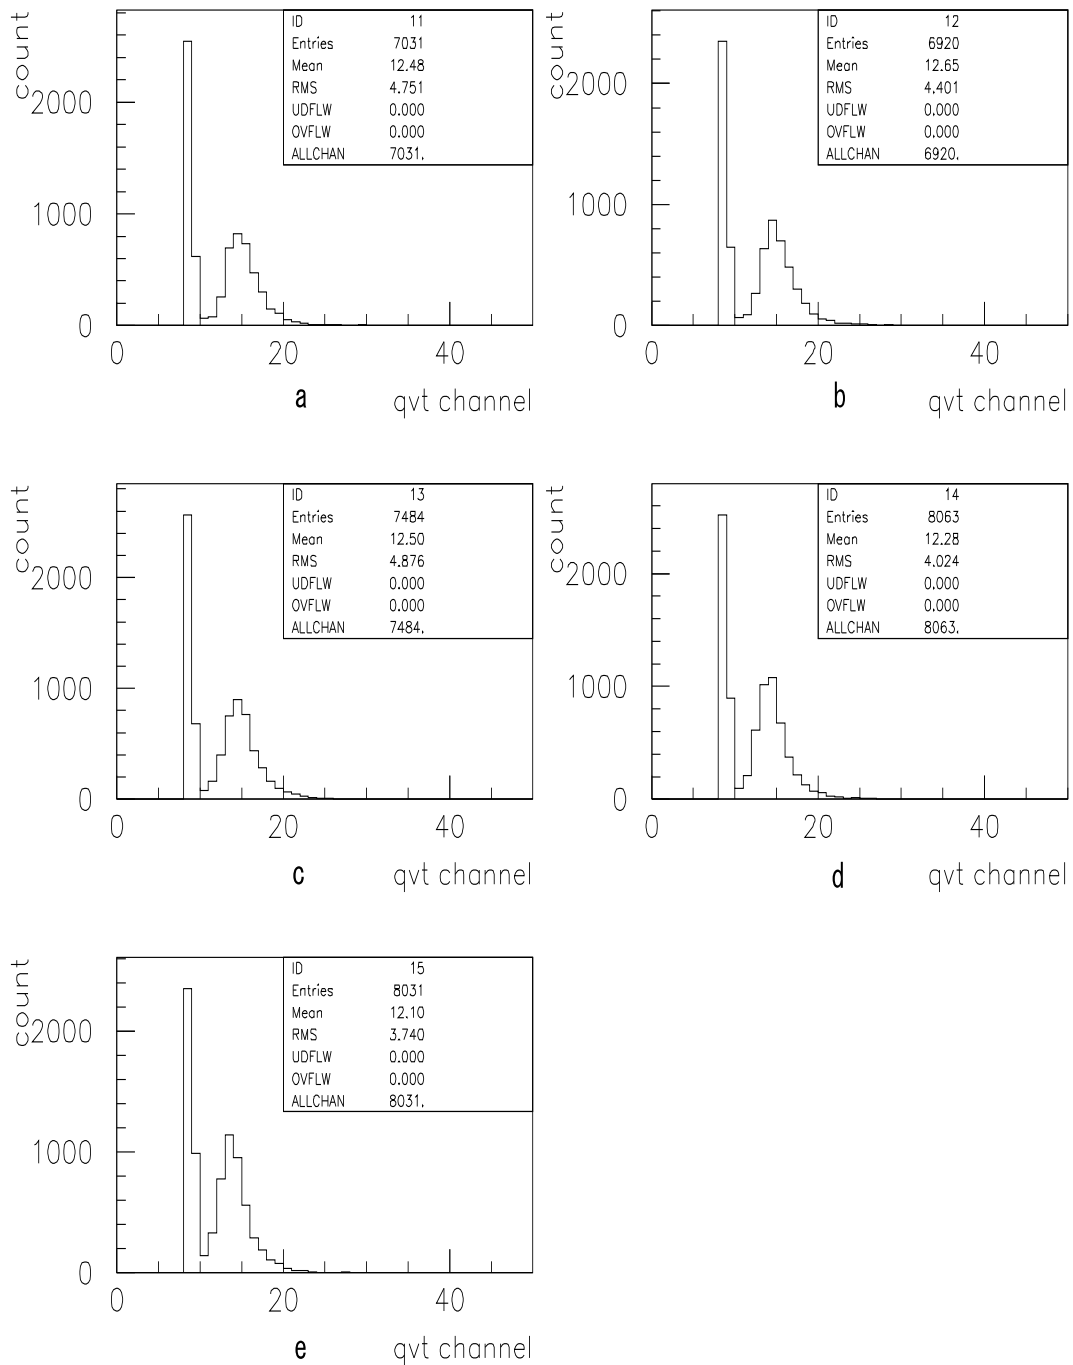 count
2000
1000
0
0 20 40
ID 11
Entries 7031
Mean 12.48
RMS 4.751
UDFLW 0.000
OVFLW 0.000
ALLCHAN 7031.
a
qvt channel
count
2000
1000
0
0 20 40
ID 12
Entries 6920
Mean 12.65
RMS 4.401
UDFLW 0.000
OVFLW 0.000
ALLCHAN 6920.
b
qvt channel
count
2000
1000
0
0 20 40
ID 13
Entries 7484
Mean 12.50
RMS 4.876
UDFLW 0.000
OVFLW 0.000
ALLCHAN 7484.
c
qvt channel
count
2000
1000
0
0 20 40
ID 14
Entries 8063
Mean 12.28
RMS 4.024
UDFLW 0.000
OVFLW 0.000
ALLCHAN 8063.
d
qvt channel
count
2000
1000
0
0 20 40
ID 15
Entries 8031
Mean 12.10
RMS 3.740
UDFLW 0.000
OVFLW 0.000
ALLCHAN 8031.
e
qvt channel